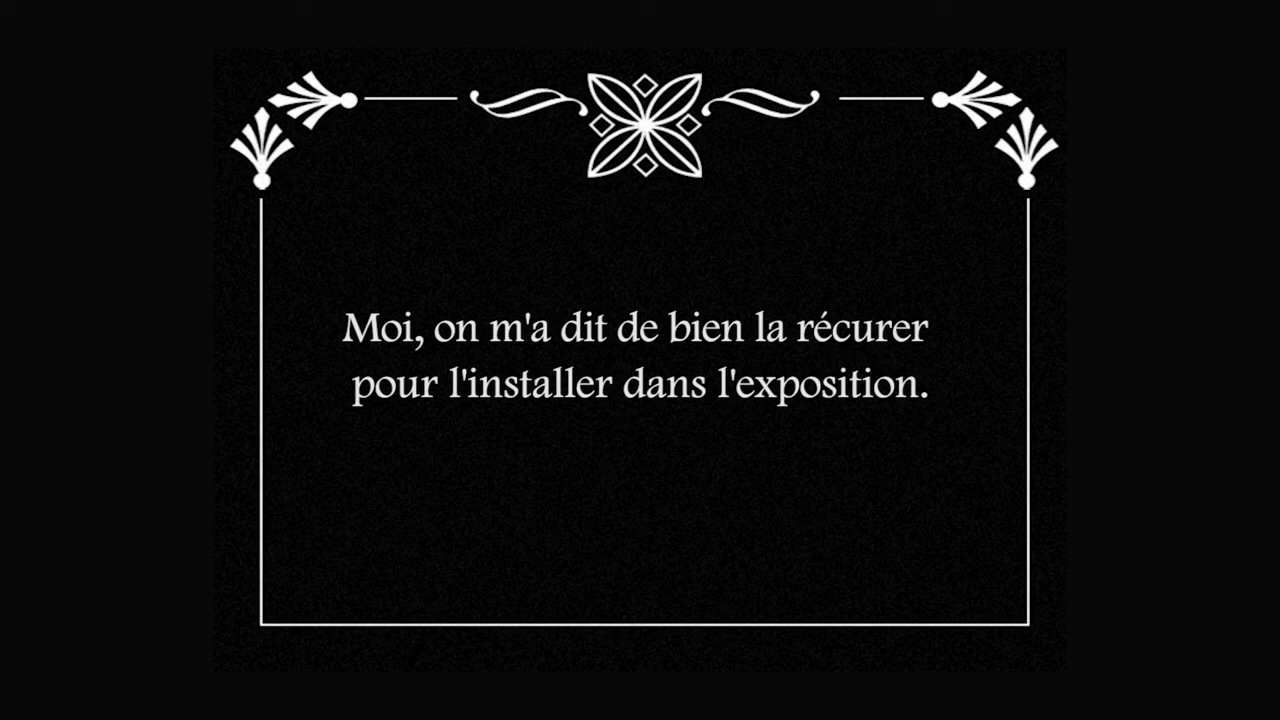 Moi, on m'a dit de bien la récurer
pour l'installer dans l'exposition.